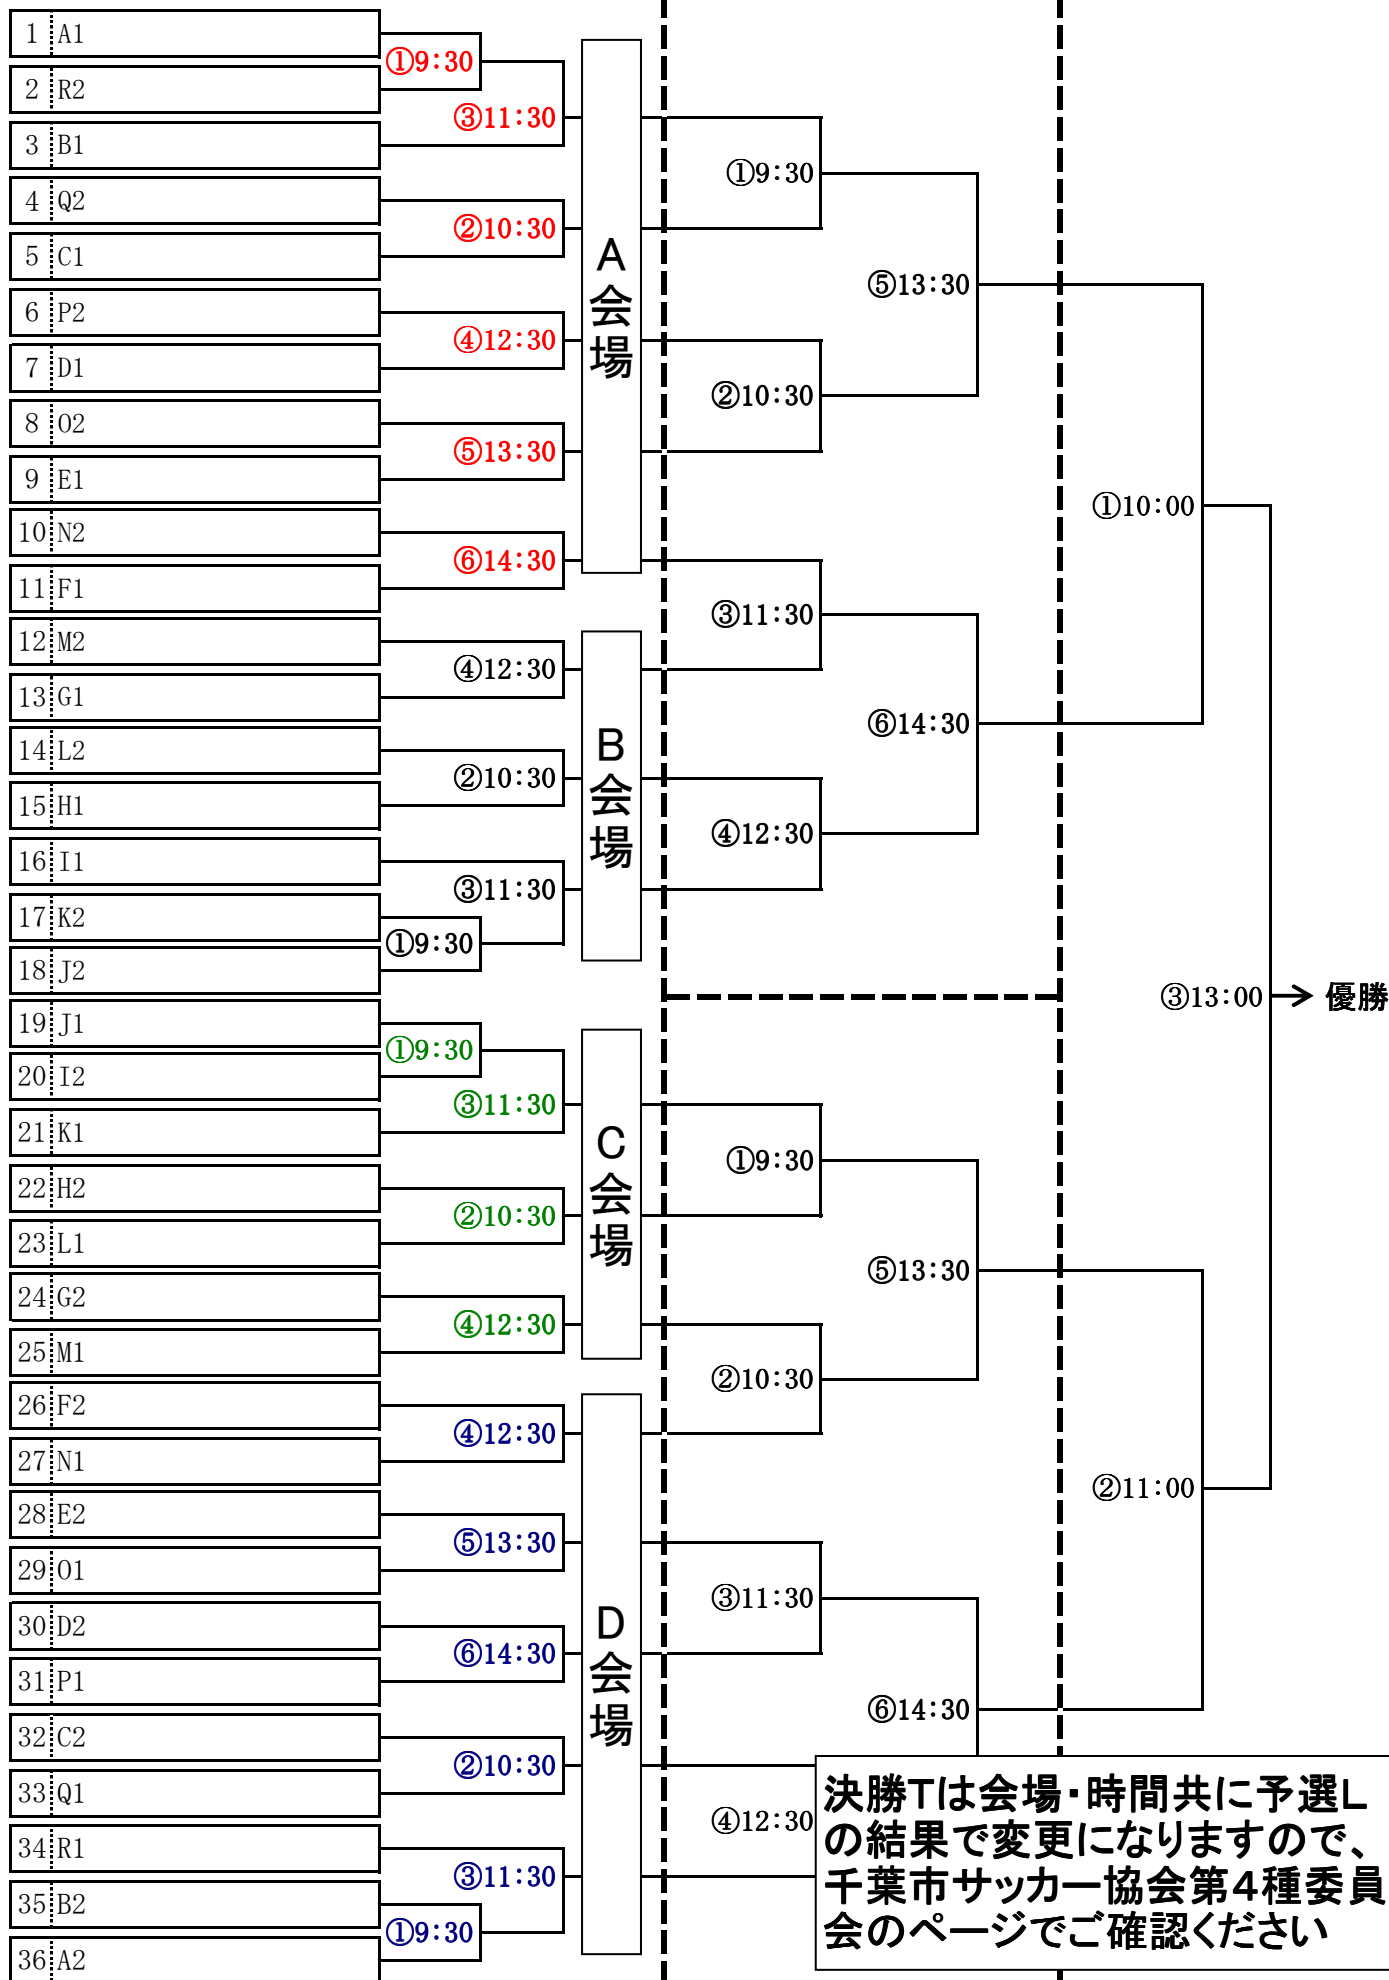 1 A1
2 R2
3 B1
4 Q2
5 C1
6 P2
7 D1
8 O2
9 E1
10 N2
11 F1
12 M2
13 G1
14 L2
15 H1
16 I1
17 K2
18 J2
19 J1
20 I2
21 K1
22 H2
23 L1
24 G2
25 M1
26 F2
27 N1
28 E2
29 O1
30 D2
31 P1
32 C2
33 Q1
34 R1
35 B2
36 A2
①9:30
③11:30
②10:30
④12:30
⑤13:30
⑥14:30
④12:30
②10:30
③11:30
①9:30
①9:30
③11:30
②10:30
④12:30
④12:30
⑤13:30
⑥14:30
②10:30
③11:30
①9:30
A会場
B会場
C会場
D会場
①9:30
②10:30
③11:30
④12:30
①9:30
②10:30
③11:30
④12:30
⑤13:30
⑥14:30
⑤13:30
⑥14:30
①10:00
②11:00
③13:00
優勝
決勝Tは会場・時間共に予選L
の結果で変更になりますので、
千葉市サッカー協会第4種委員
会のページでご確認ください